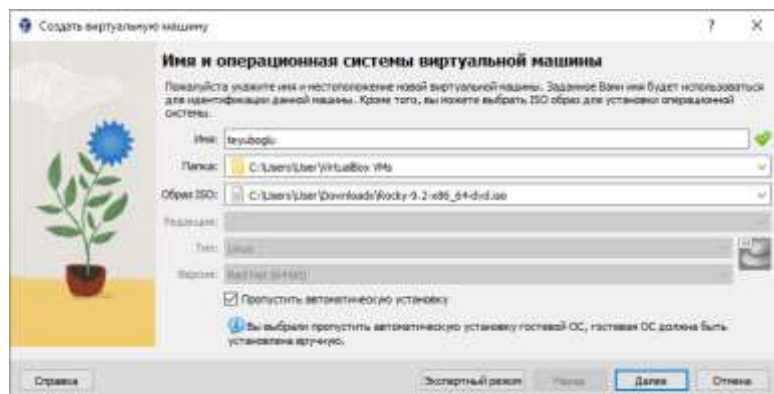 Создать виртуальную машину
? ×
Имя и операционная системы виртуальной машины
Пожалуйста укажите имя и местоположение новой виртуальной машины. Заданное Вами имя будет использоваться
для идентификации данной машины. Кроме того, вы можете выбрать ISO образ для установки операционной
системы.
Имя: teyuboglu
Папка: C:\Users\User\VirtualBox VMs
Образ ISO: C:\Users\User\Downloads\Rocky-9.2-x86_64-dvd.iso
Редакция:
Тип: Linux
Версия: Red Hat (64-bit)
Пропустить автоматическую установку
Вы выбрали пропустить автоматическую установку гостевой ОС, гостевая ОС должна быть
установлена вручную.
Справка Экспертный режим Назад Далее Отмена